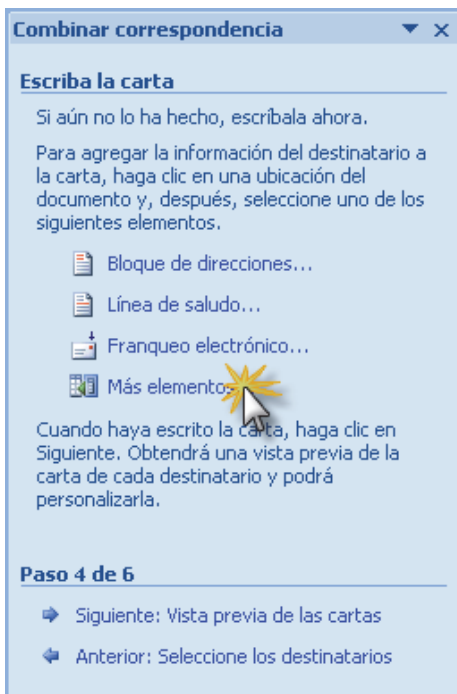 Combinar correspondencia
Escriba la carta
Si aún no lo ha hecho, escríbala ahora.
Para agregar la información del destinatario a
la carta, haga clic en una ubicación del
documento y, después, seleccione uno de los
siguientes elementos.
Bloque de direcciones...
Línea de saludo...
Franqueo electrónico...
Más elementos
Cuando haya escrito la carta, haga clic en
Siguiente. Obtendrá una vista previa de la
carta de cada destinatario y podrá
personalizarla.
Paso 4 de 6
Siguiente: Vista previa de las cartas
Anterior: Seleccione los destinatarios